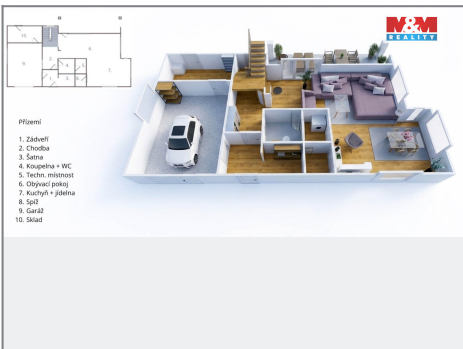 M&M
REALITY
Přízemí
1. Zádveří
2. Chodba
3. Šatna
4. Koupelna + WC
5. Techn. místnost
6. Obývací pokoj
7. Kuchyň + jídelna
8. Spíž
9. Garáž
10. Sklad